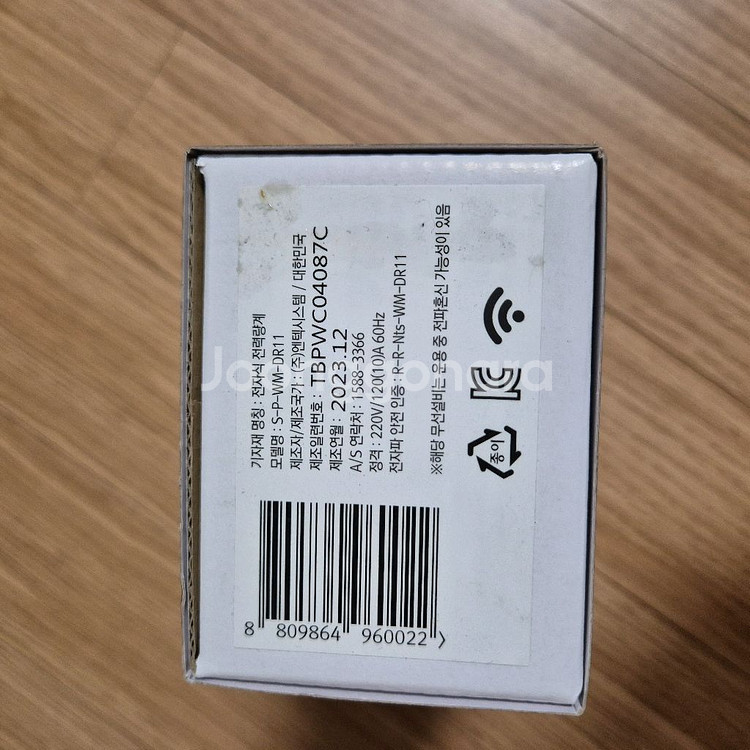 기자재 명칭 : 전자식 전력량계
모델명 : S-P-WM-DR11
제조자/제조국가 : (주)엔텍시스템 / 대한민국
제조일련번호 : TBPWC04087C
제조연월 : 2023.12
A/S 연락처 : 1588-3366
정격 : 220V/120(10)A 60Hz
전자파 안전 인증 : R-R-Nts-WM-DR11
※해당 무선설비는 운용 중 전파혼신 가능성이 있음
종이
8 809864 960022 >
Joonggonara